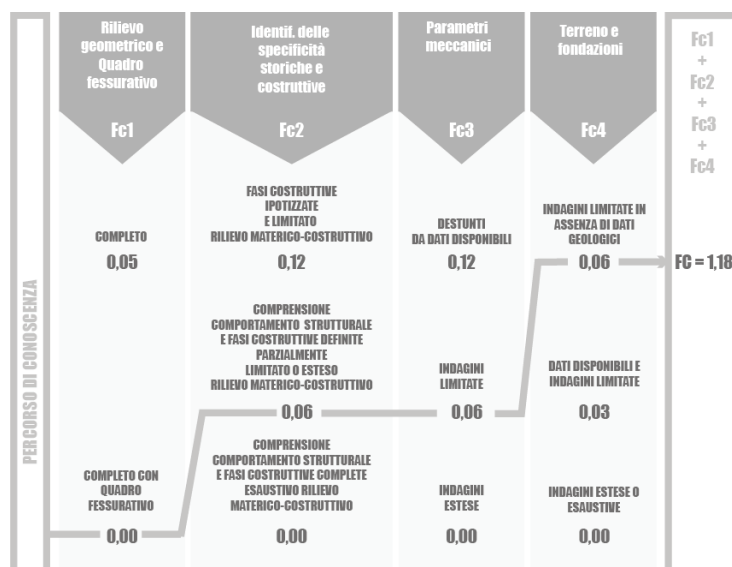 Rilievo
geometrico e
Quadro
fessurativo
Fc1
Identif. delle
specificità
storiche e
costruttive
Fc2
Parametri
meccanici
Fc3
Terreno e
fondazioni
Fc4
Fc1
+
Fc2
+
Fc3
+
Fc4
PERCORSO DI CONOSCENZA
COMPLETO
0,05
FASI COSTRUTTIVE
IPOTIZZATE
E LIMITATO
RILIEVO MATERICO-COSTRUTTIVO
0,12
DESTUNTI
DA DATI DISPONIBILI
0,12
INDAGINI LIMITATE IN
ASSENZA DI DATI
GEOLOGICI
0,06
FC = 1,18
COMPRENSIONE
COMPORTAMENTO STRUTTURALE
E FASI COSTRUTTIVE DEFINITE
PARZIALMENTE
LIMITATO O ESTESO
RILIEVO MATERICO-COSTRUTTIVO
0,06
INDAGINI
LIMITATE
0,06
DATI DISPONIBILI E
INDAGINI LIMITATE
0,03
COMPLETO CON
QUADRO
FESSURATIVO
0,00
COMPRENSIONE
COMPORTAMENTO STRUTTURALE
E FASI COSTRUTTIVE COMPLETE
ESAUSTIVO RILIEVO
MATERICO-COSTRUTTIVO
0,00
INDAGINI
ESTESE
0,00
INDAGINI ESTESE O
ESAUSTIVE
0,00